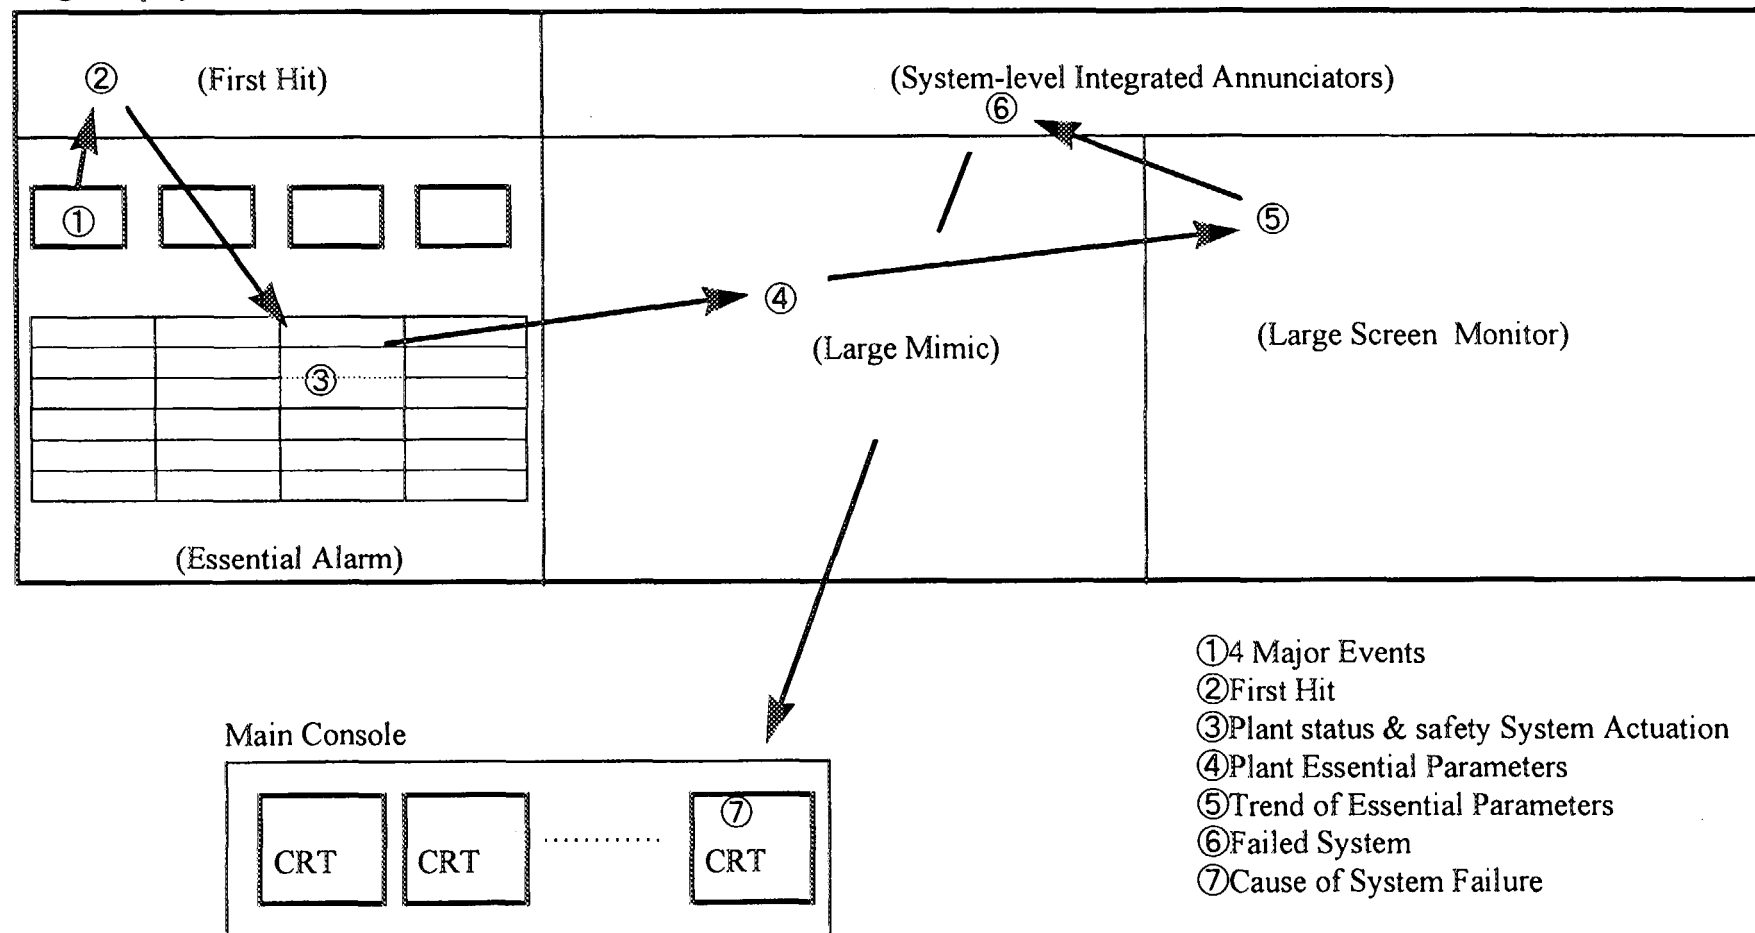 ② (First Hit)
(System-level Integrated Annunciators)
⑥
①
⑤
④
(Large Mimic)
(Large Screen Monitor)
③
(Essential Alarm)
①4 Major Events
②First Hit
③Plant status & safety System Actuation
④Plant Essential Parameters
⑤Trend of Essential Parameters
⑥Failed System
⑦Cause of System Failure
Main Console
⑦
CRT CRT ............ CRT